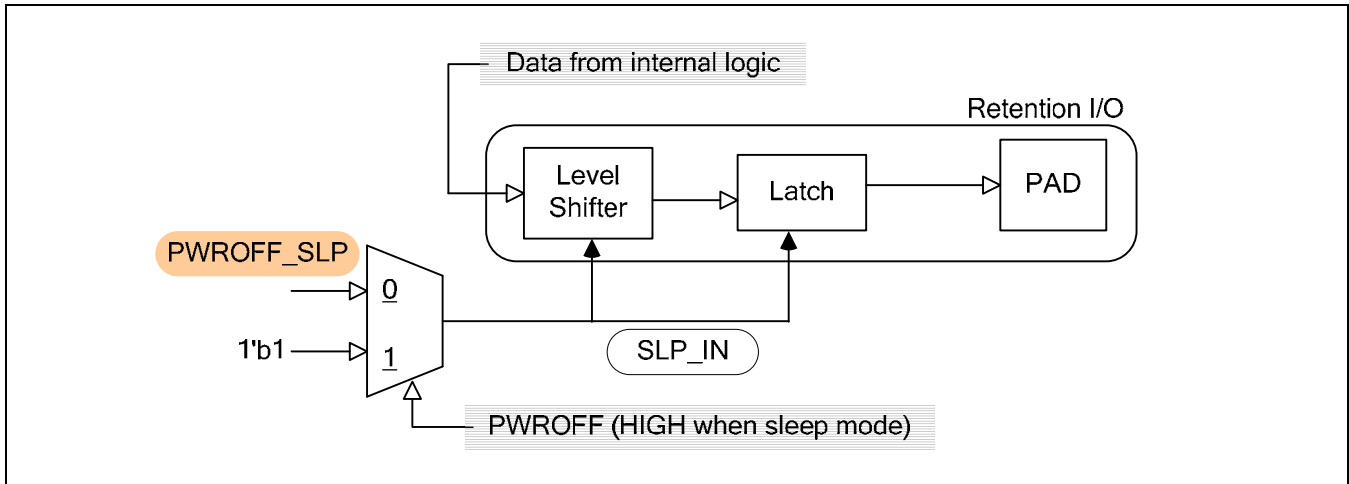 Data from internal logic
Retention I/O
Level
Shifter
Latch
PAD
PWROFF_SLP
0
1'b1
1
SLP_IN
PWROFF (HIGH when sleep mode)